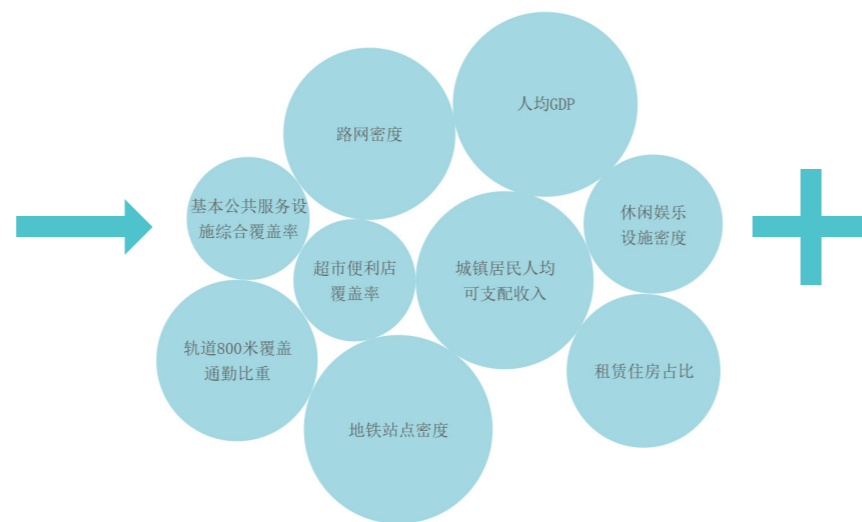 人均GDP
路网密度
基本公共服务设
施综合覆盖率
休闲娱乐
设施密度
超市便利店
覆盖率
城镇居民人均
可支配收入
轨道800米覆盖
通勤比重
租赁住房占比
地铁站点密度